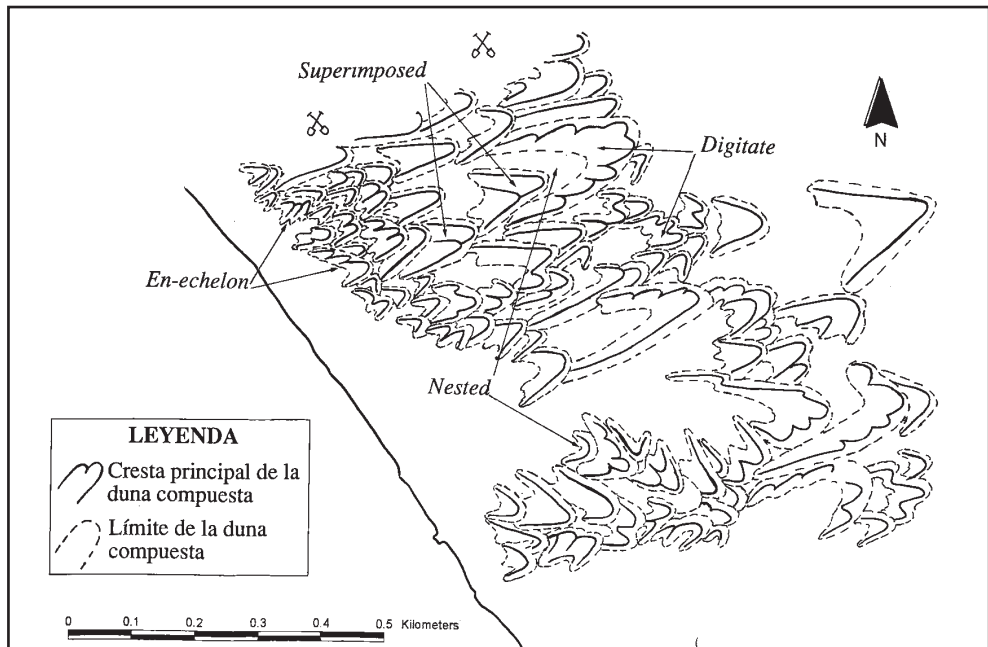 Superimposed
Digitate
N
En-echelon
Nested
LEYENDA
Cresta principal de la
duna compuesta
Límite de la duna
compuesta
0 0.1 0.2 0.3 0.4 0.5 Kilometers